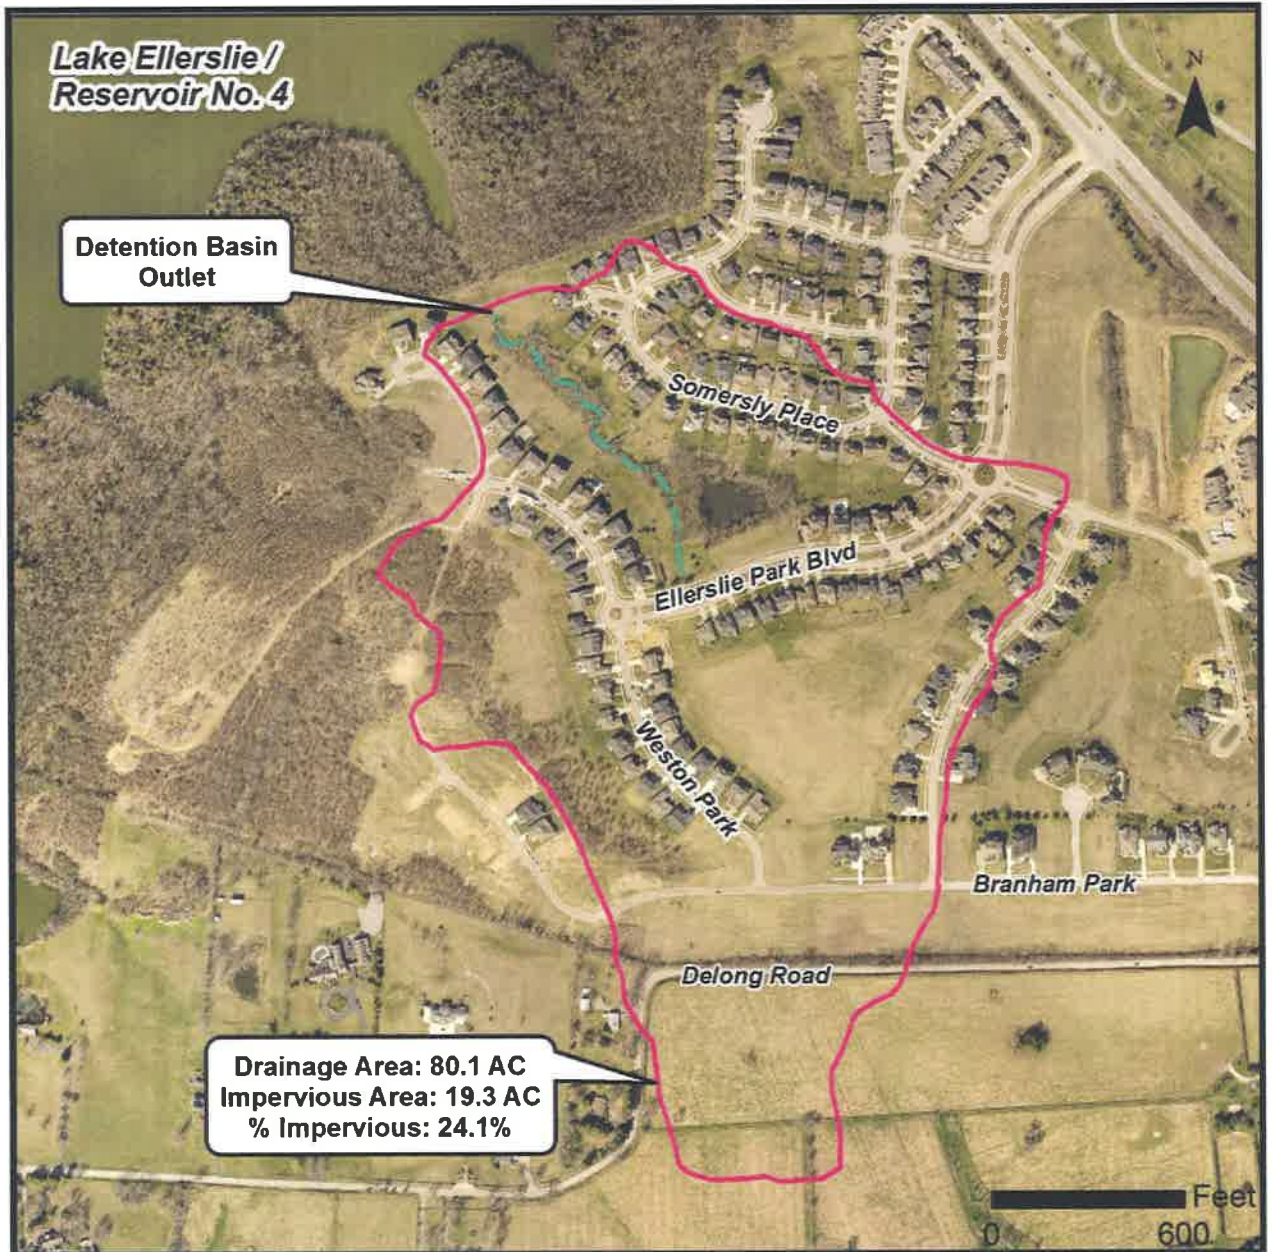 Lake Ellerslie /
Reservoir No. 4
N
Detention Basin
Outlet
Somersly Place
Ellerslie Park Blvd
Weston Park
Branham Park
Delong Road
Drainage Area: 80.1 AC
Impervious Area: 19.3 AC
% Impervious: 24.1%
Feet
0 600